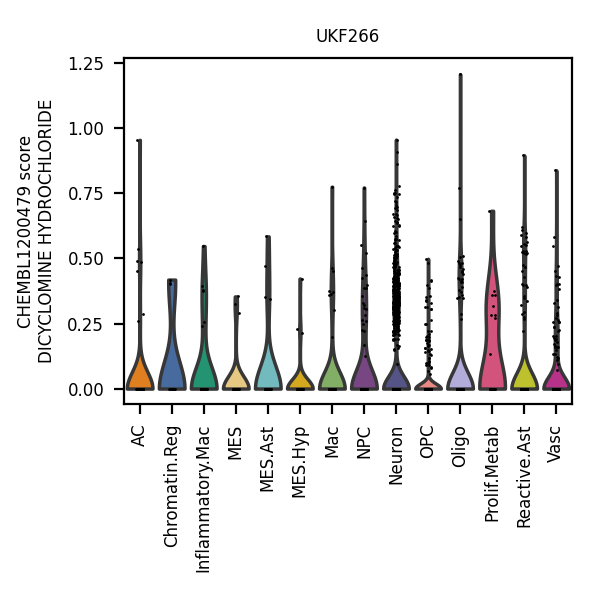 UKF266
CHEMBL1200479 score
DICYCLOMINE HYDROCHLORIDE
1.25
1.00
0.75
0.50
0.25
0.00
AC
Chromatin.Reg
Inflammatory.Mac
MES
MES.Ast
MES.Hyp
Mac
NPC
Neuron
OPC
Oligo
Prolif.Metab
Reactive.Ast
Vasc